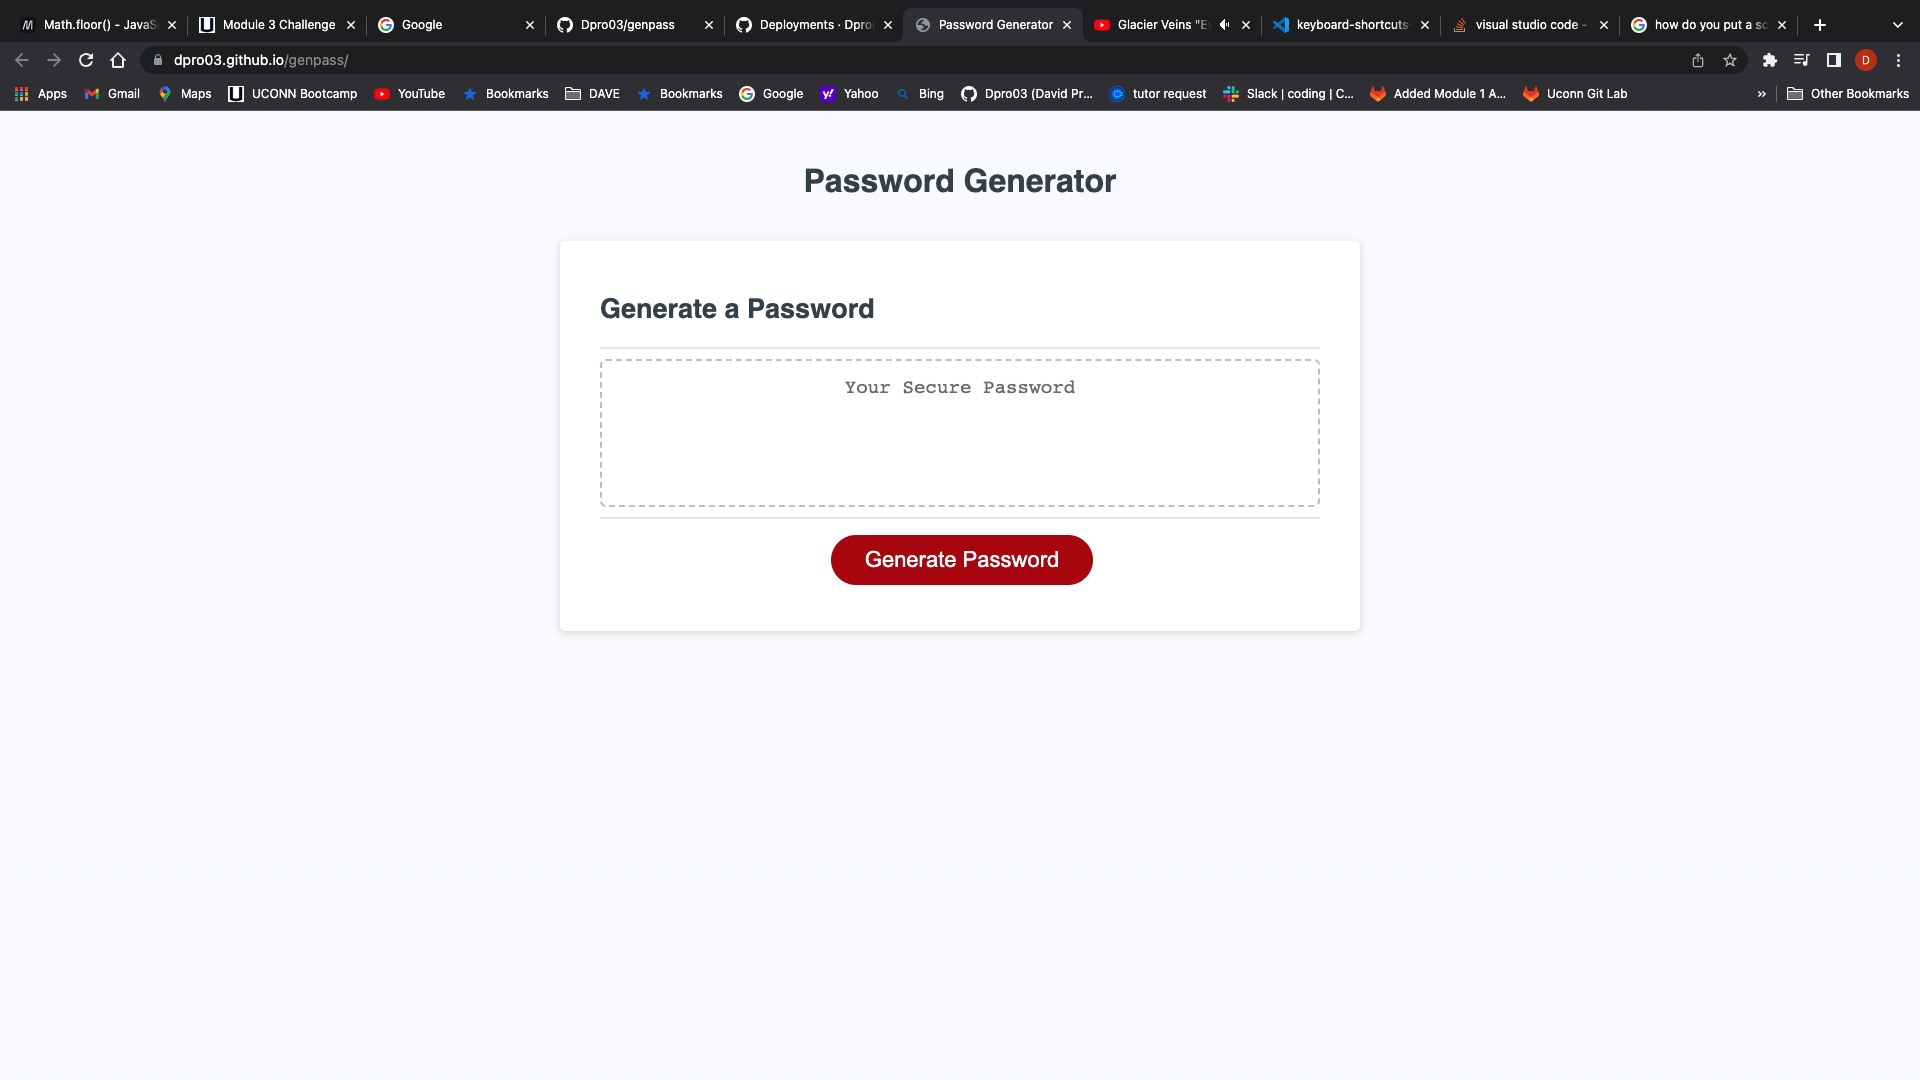 Math.floor() - JavaS
Module 3 Challenge
Google
Dpro03/genpass
Deployments · Dpro
Password Generator
Glacier Veins "Ev
keyboard-shortcuts-
visual studio code -
how do you put a sc
dpro03.github.io/genpass/
D
Apps
Gmail
Maps
UCONN Bootcamp
YouTube
Bookmarks
DAVE
Bookmarks
Google
Yahoo
Bing
Dpro03 (David Pr...
tutor request
Slack | coding | C...
Added Module 1 A...
Uconn Git Lab
»
Other Bookmarks
Password Generator
Generate a Password
Your Secure Password
Generate Password